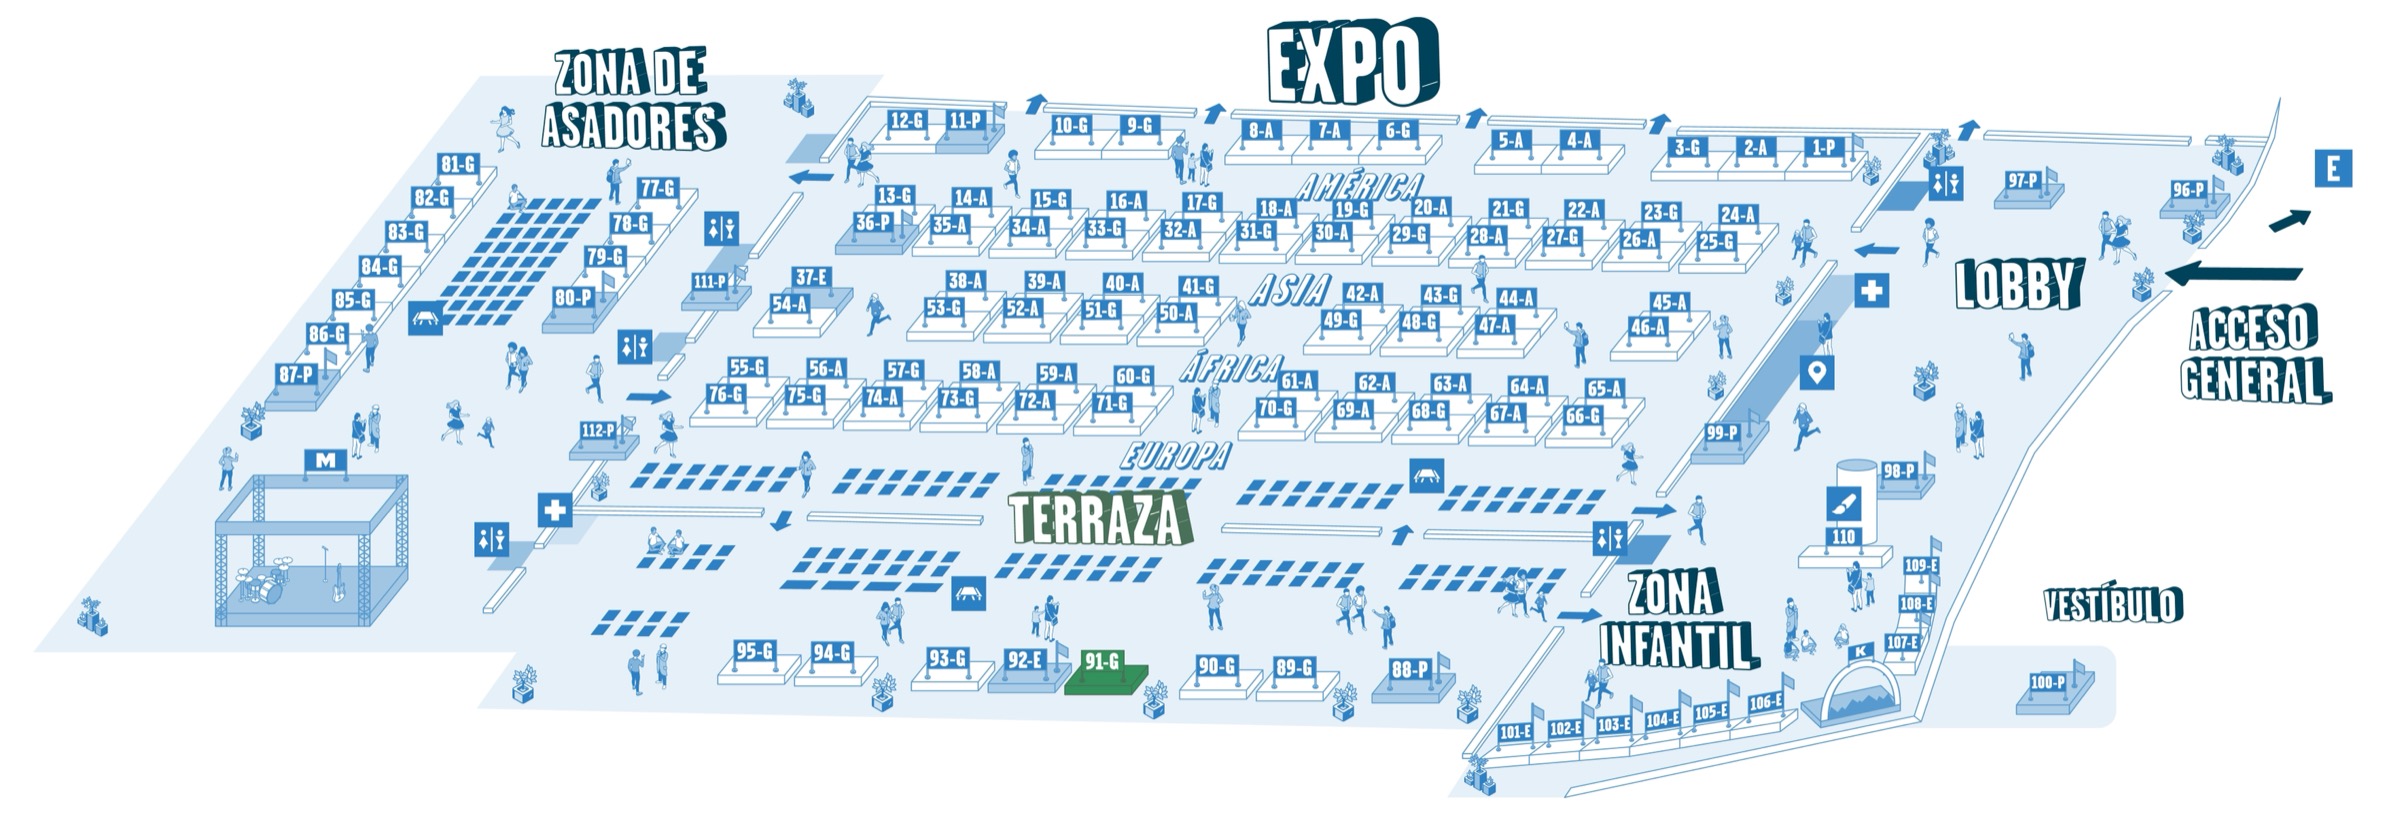 EXPO
ZONA DE
ASADORES
12-G 11-P 10-G 9-G 8-A 7-A 6-G 5-A 4-A 3-G 2-A 1-P
E
81-G
82-G
83-G
84-G
85-G
86-G
87-P
77-G
78-G
79-G
80-P
97-P 96-P
AMÉRICA
13-G 14-A 15-G 16-A 17-G 18-A 19-G 20-A 21-G 22-A 23-G 24-A
36-P 35-A 34-A 33-G 32-A 31-G 30-A 29-G 28-A 27-G 26-A 25-G
LOBBY
ACCESO
GENERAL
111-P
ASIA
37-E 38-A 39-A 40-A 41-G 42-A 43-G 44-A 45-A
54-A 53-G 52-A 51-G 50-A 49-G 48-G 47-A 46-A
ÁFRICA
55-G 56-A 57-G 58-A 59-A 60-G 61-A 62-A 63-A 64-A 65-A
76-G 75-G 74-A 73-G 72-A 71-G 70-G 69-A 68-G 67-A 66-G
112-P
99-P
EUROPA
M
98-P
TERRAZA
110
109-E
108-E
107-E
ZONA
INFANTIL
VESTÍBULO
K
95-G 94-G 93-G 92-E 91-G 90-G 89-G 88-P
100-P
101-E 102-E 103-E 104-E 105-E 106-E